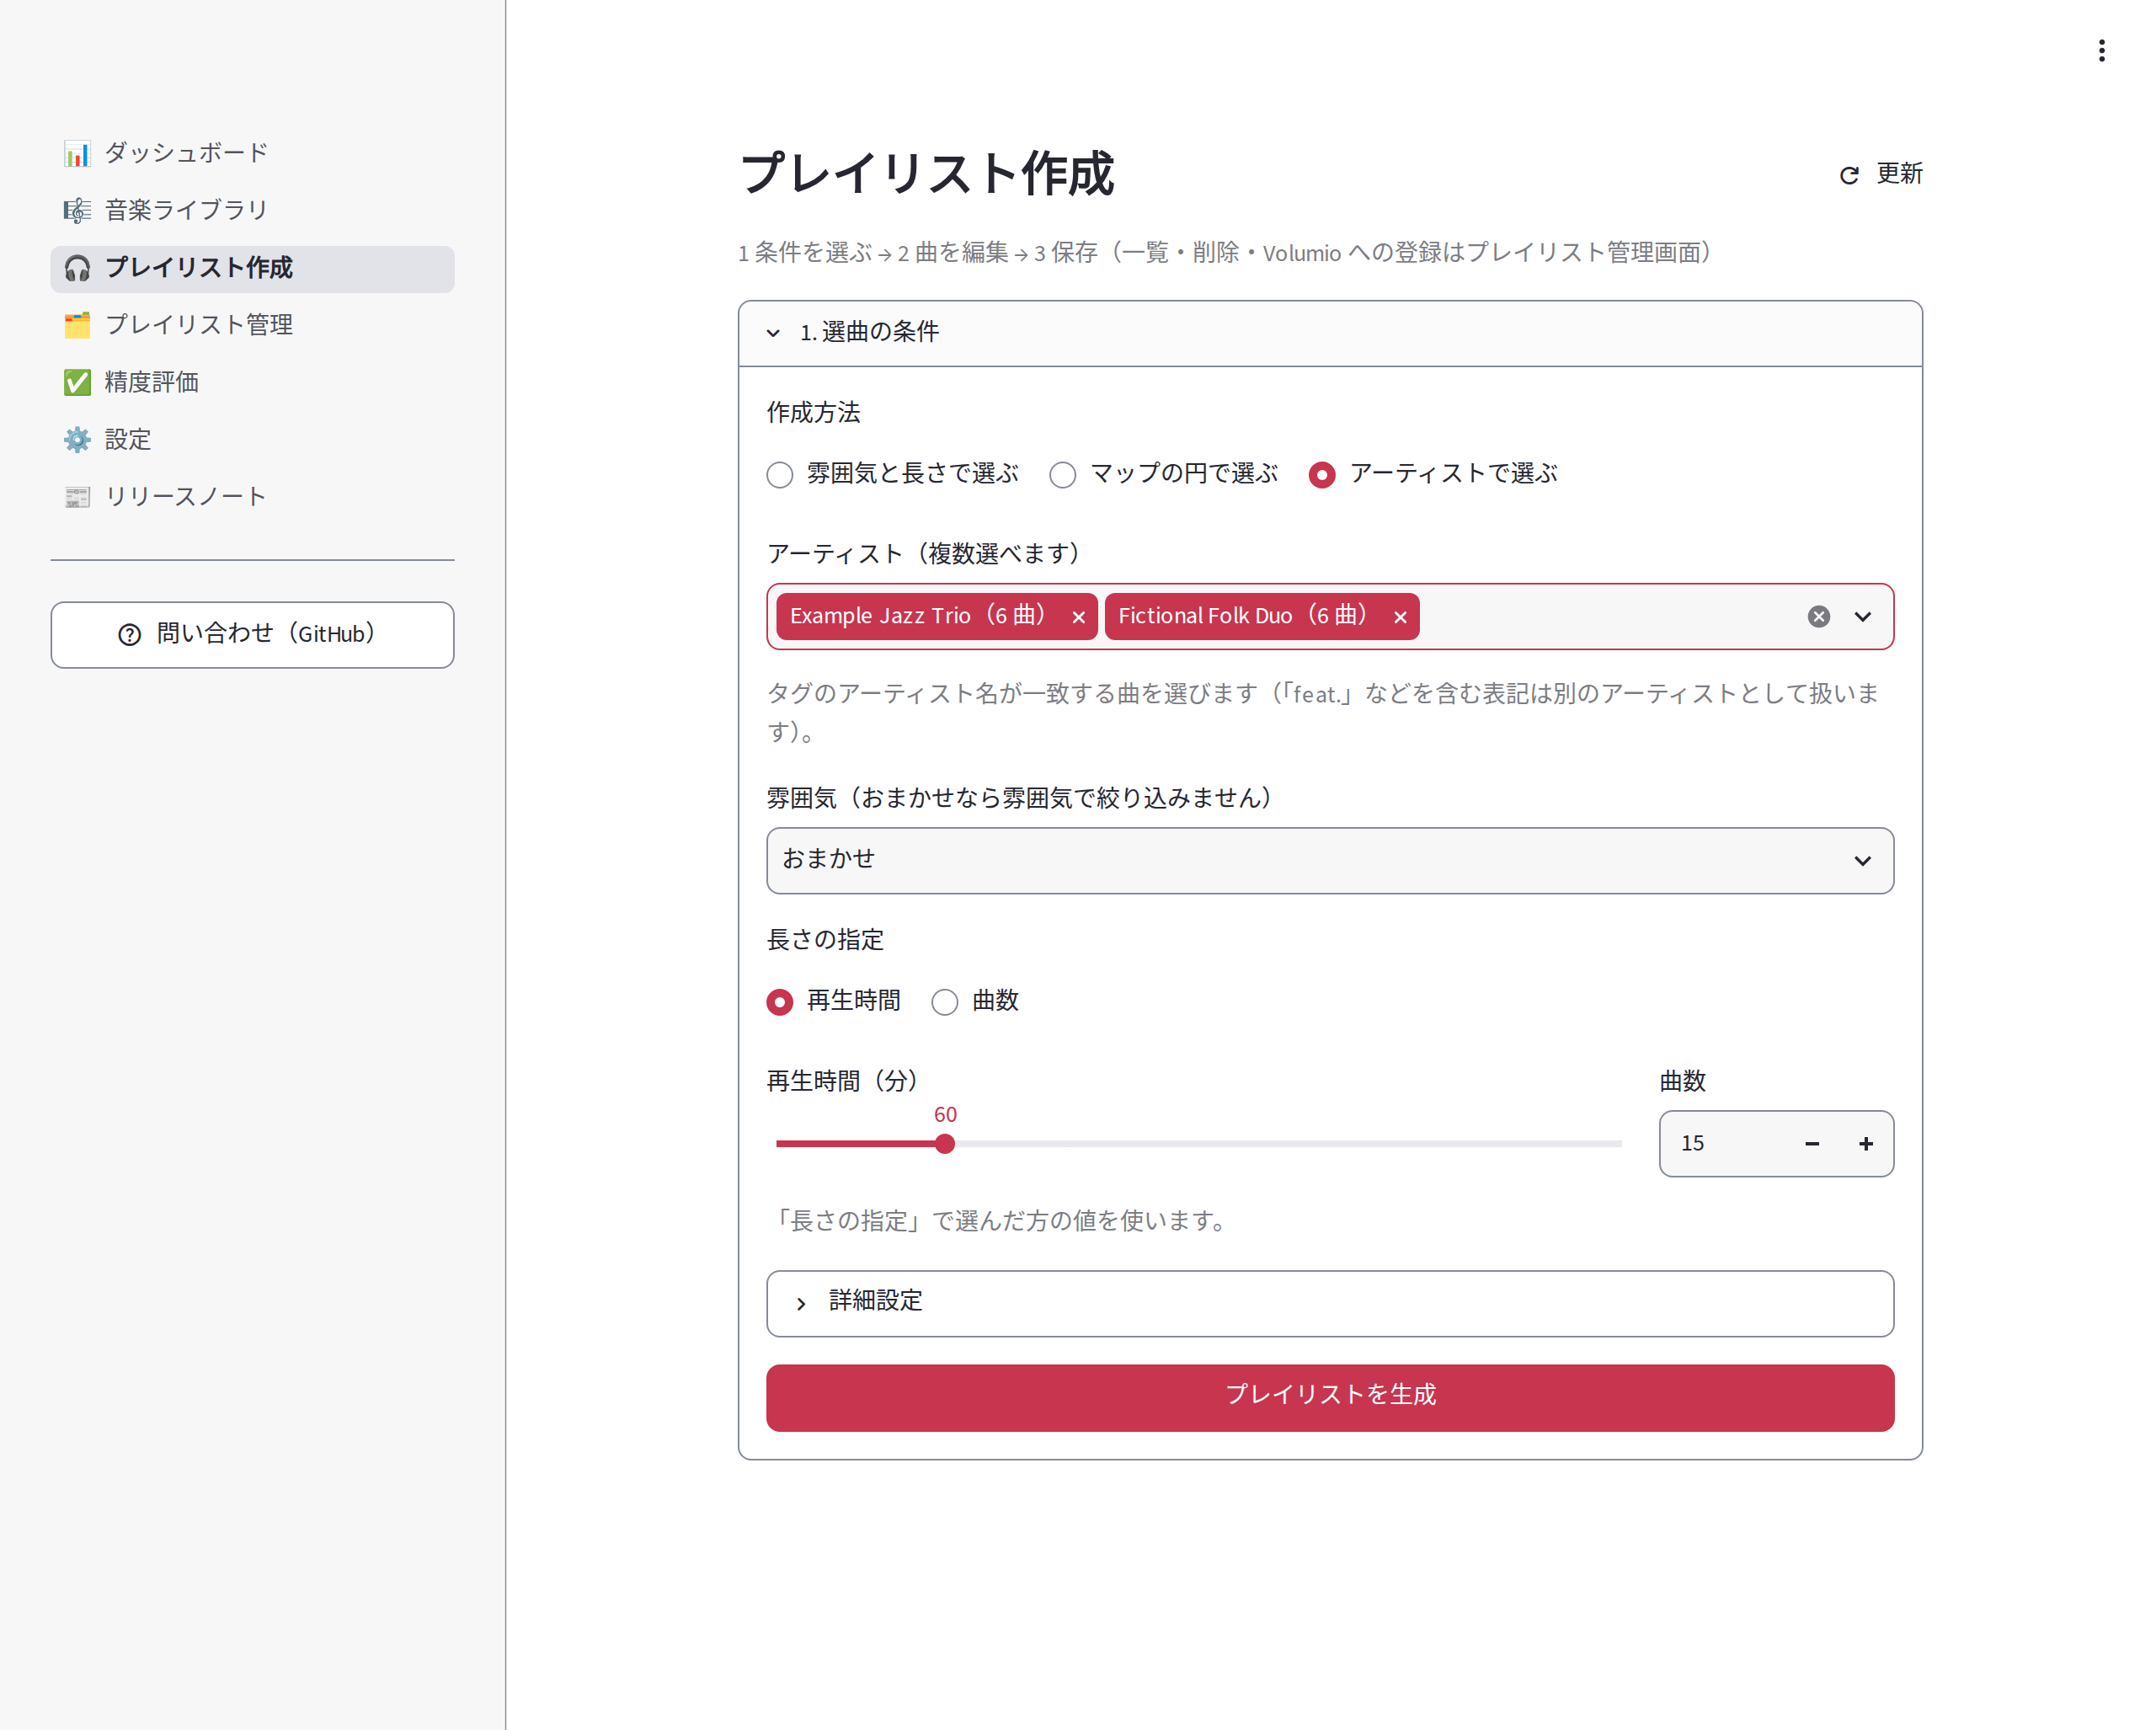 ダッシュボード
音楽ライブラリ
プレイリスト作成
プレイリスト管理
精度評価
設定
リリースノート
問い合わせ（GitHub）
プレイリスト作成
更新
1 条件を選ぶ → 2 曲を編集 → 3 保存（一覧・削除・Volumio への登録はプレイリスト管理画面）
1. 選曲の条件
作成方法
雰囲気と長さで選ぶ マップの円で選ぶ アーティストで選ぶ
アーティスト（複数選べます）
Example Jazz Trio（6 曲） Fictional Folk Duo（6 曲）
タグのアーティスト名が一致する曲を選びます（「feat.」などを含む表記は別のアーティストとして扱いま
す）。
雰囲気（おまかせなら雰囲気で絞り込みません）
おまかせ
長さの指定
再生時間 曲数
再生時間（分） 曲数
60
15
「長さの指定」で選んだ方の値を使います。
詳細設定
プレイリストを生成